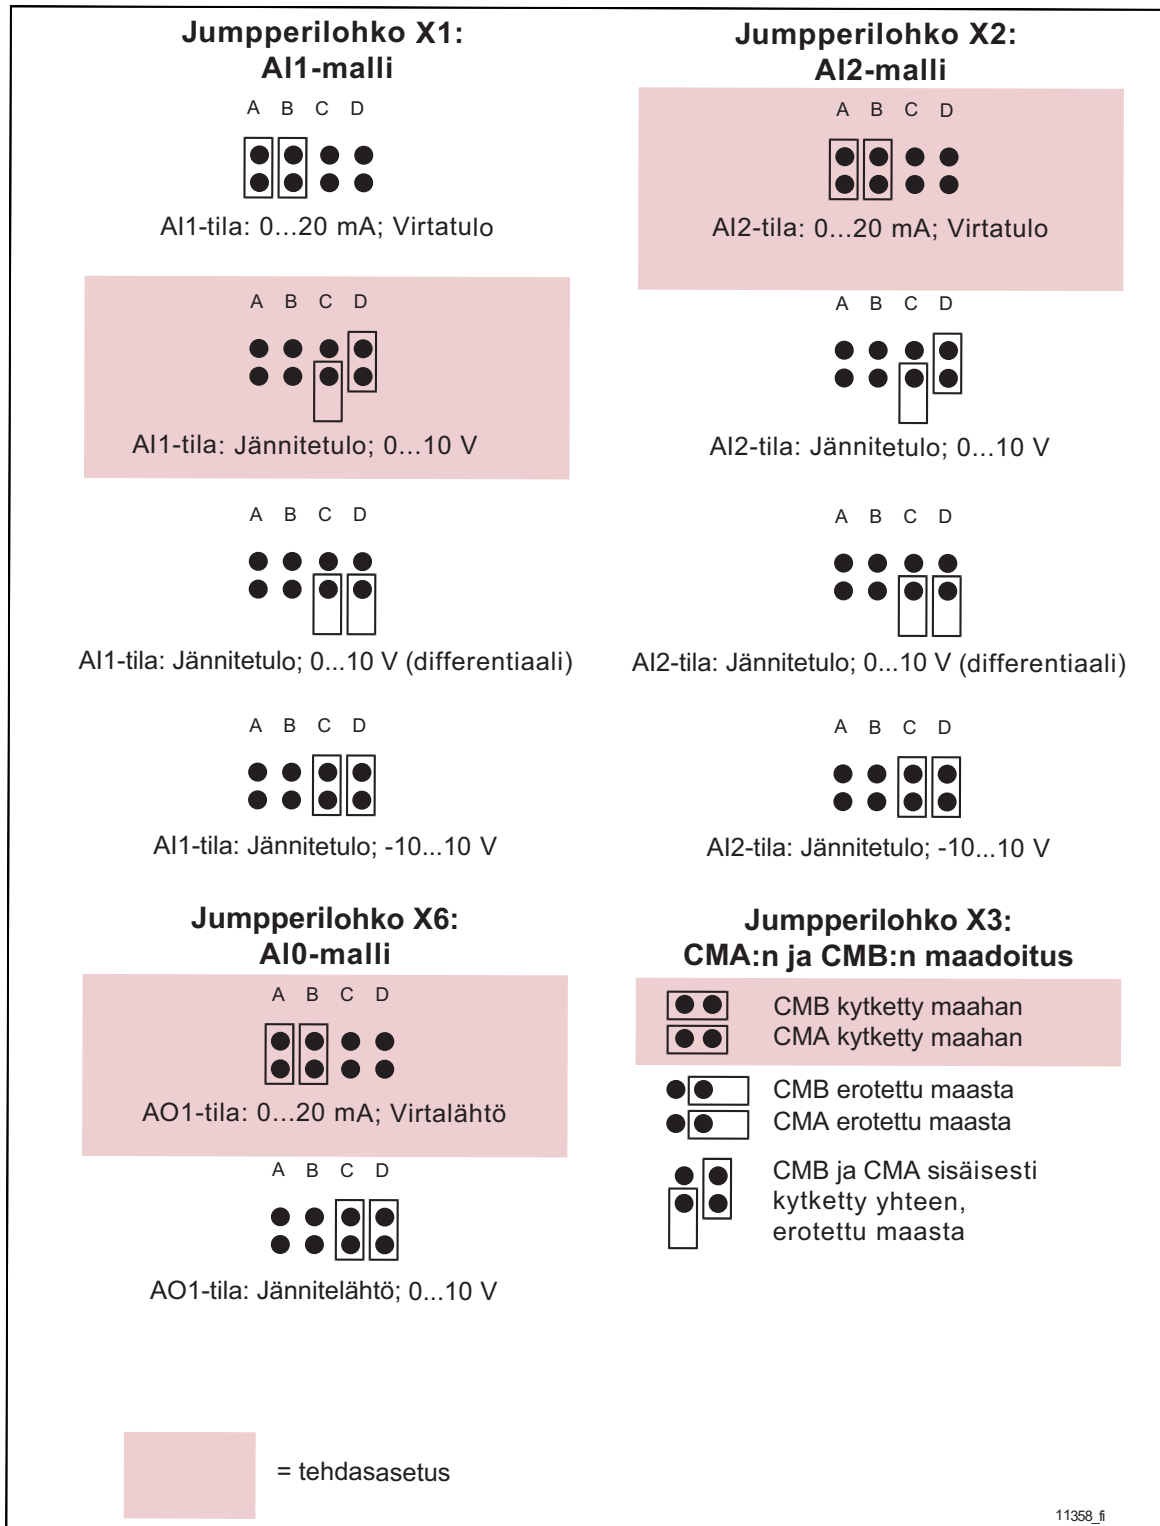 Jumpperilohko X1:
AI1-malli
A B C D
AI1-tila: 0...20 mA; Virtatulo
A B C D
AI1-tila: Jännitetulo; 0...10 V
A B C D
AI1-tila: Jännitetulo; 0...10 V (differentiaali)
A B C D
AI1-tila: Jännitetulo; -10...10 V
Jumpperilohko X2:
AI2-malli
A B C D
AI2-tila: 0...20 mA; Virtatulo
A B C D
AI2-tila: Jännitetulo; 0...10 V
A B C D
AI2-tila: Jännitetulo; 0...10 V (differentiaali)
A B C D
AI2-tila: Jännitetulo; -10...10 V
Jumpperilohko X6:
AI0-malli
A B C D
AO1-tila: 0...20 mA; Virtalähtö
A B C D
AO1-tila: Jännitelähtö; 0...10 V
Jumpperilohko X3:
CMA:n ja CMB:n maadoitus
CMB kytketty maahan
CMA kytketty maahan
CMB erotettu maasta
CMA erotettu maasta
CMB ja CMA sisäisesti
kytketty yhteen,
erotettu maasta
= tehdasasetus
11358_fi